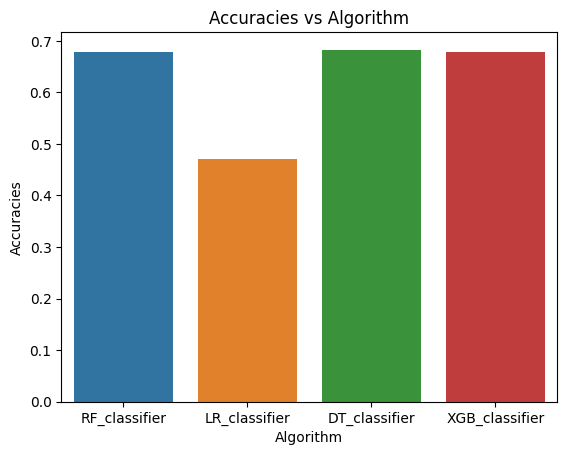 Accuracies vs Algorithm
Accuracies
0.7
0.6
0.5
0.4
0.3
0.2
0.1
0.0
RF_classifier LR_classifier DT_classifier XGB_classifier
Algorithm